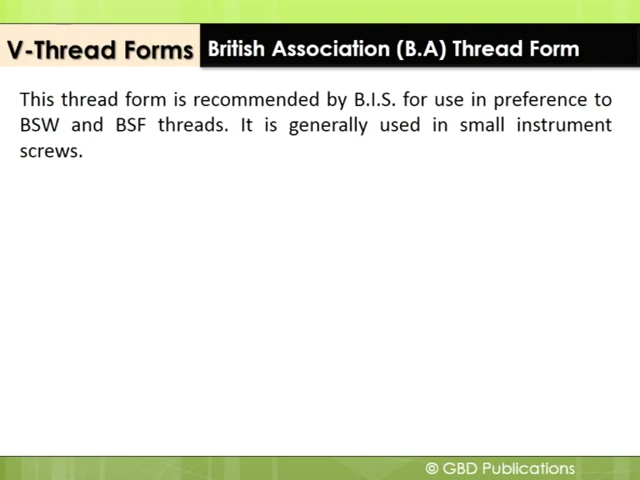 V-Thread Forms British Association (B.A) Thread Form
This thread form is recommended by B.I.S. for use in preference to
BSW and BSF threads. It is generally used in small instrument
screws.
© GBD Publications